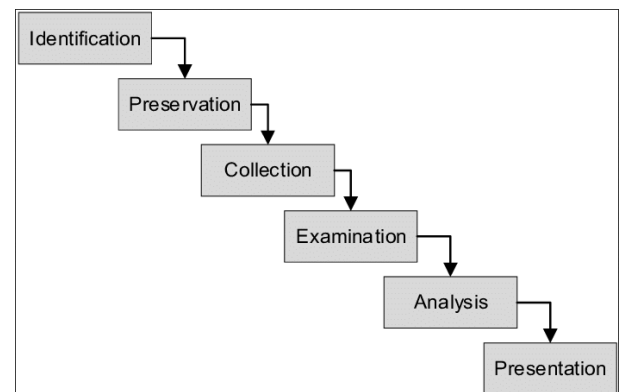 Identification
Preservation
Collection
Examination
Analysis
Presentation